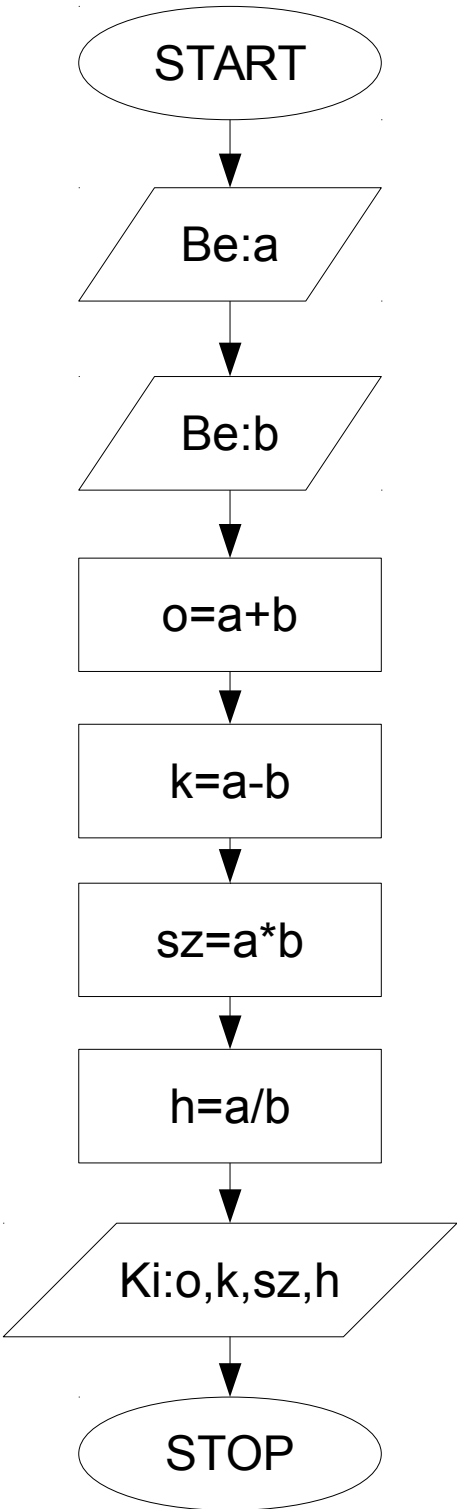 START
Be:a
Be:b
o=a+b
k=a-b
sz=a*b
h=a/b
Ki:o,k,sz,h
STOP